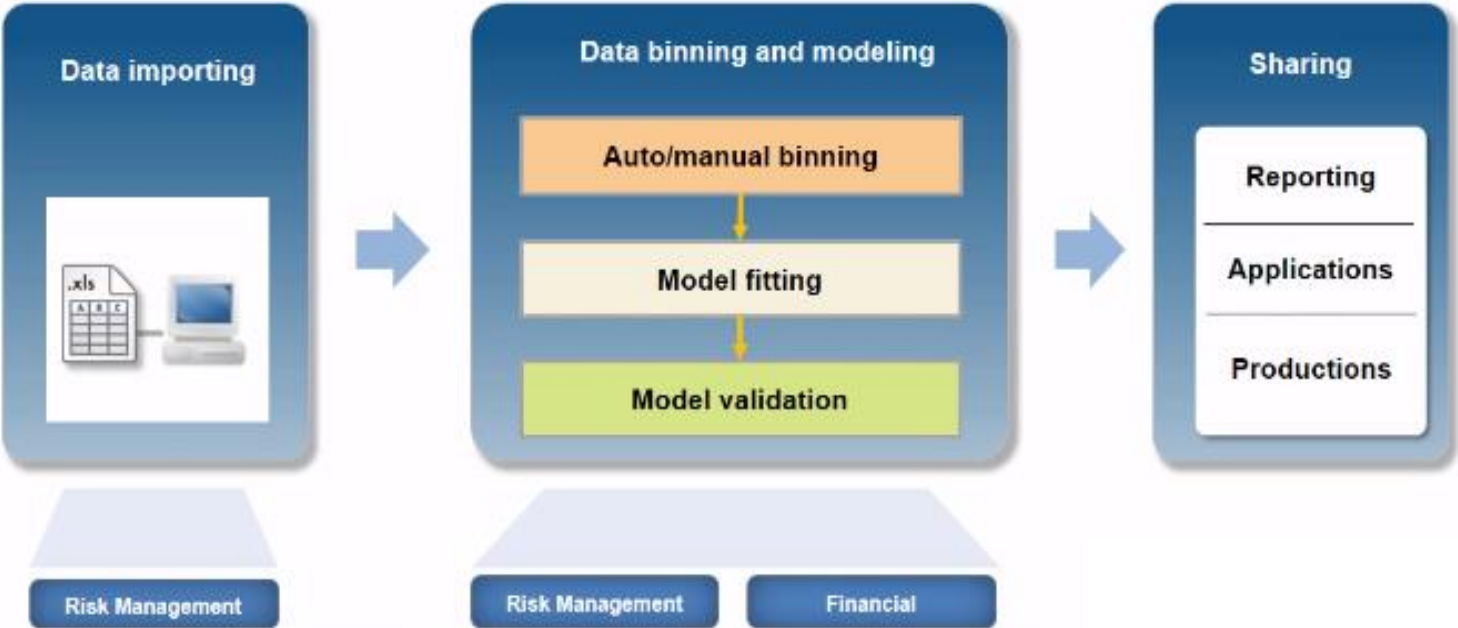 Data importing
.xls
A B C
Risk Management
Data binning and modeling
Auto/manual binning
Model fitting
Model validation
Risk Management
Financial
Sharing
Reporting
Applications
Productions